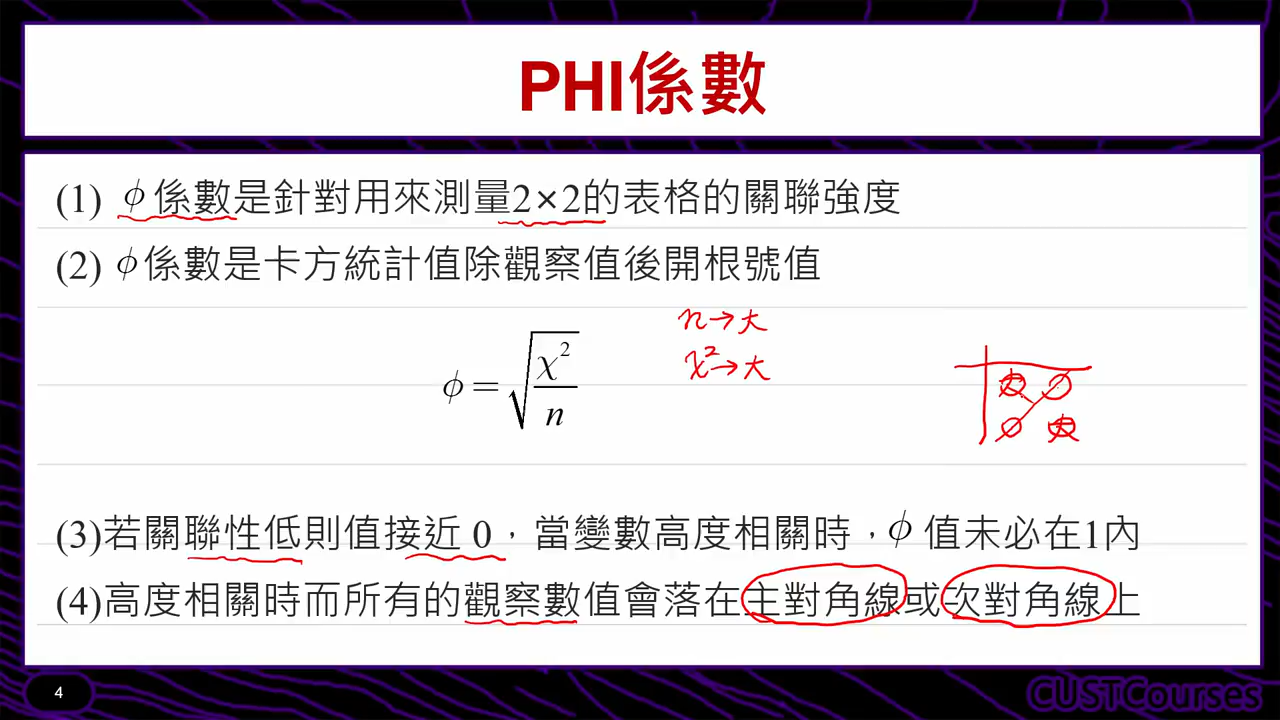 PHI係數
(1) ϕ係數是針對用來測量2×2的表格的關聯強度
(2) ϕ係數是卡方統計值除觀察值後開根號值
n→大
χ²→大
ϕ = √(χ²/n)
大
大
(3)若關聯性低則值接近0，當變數高度相關時，ϕ值未必在1內
(4)高度相關時而所有的觀察數值會落在主對角線或次對角線上
4
CUSTCourses